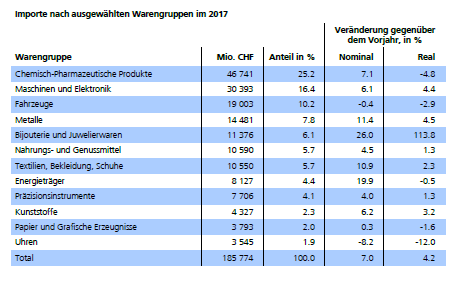 Importe nach ausgewählten Warengruppen im 2017
Veränderung gegenüber
dem Vorjahr, in %
Warengruppe Mio. CHF Anteil in % Nominal Real
Chemisch-Pharmazeutische Produkte 46 741 25.2 7.1 -4.8
Maschinen und Elektronik 30 393 16.4 6.1 4.4
Fahrzeuge 19 003 10.2 -0.4 -2.9
Metalle 14 481 7.8 11.4 4.5
Bijouterie und Juwelierwaren 11 376 6.1 26.0 113.8
Nahrungs- und Genussmittel 10 590 5.7 4.5 1.3
Textilien, Bekleidung, Schuhe 10 550 5.7 10.9 2.3
Energieträger 8 127 4.4 19.9 -0.5
Präzisionsinstrumente 7 706 4.1 4.0 1.3
Kunststoffe 4 327 2.3 6.2 3.2
Papier und Grafische Erzeugnisse 3 793 2.0 0.3 -1.6
Uhren 3 545 1.9 -8.2 -12.0
Total 185 774 100.0 7.0 4.2